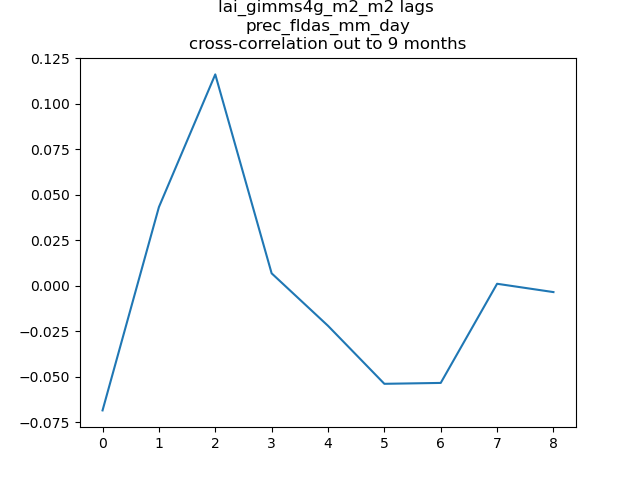 lai_gimms4g_m2_m2 lags
prec_fldas_mm_day
cross-correlation out to 9 months
0.125
0.100
0.075
0.050
0.025
0.000
−0.025
−0.050
−0.075
0 1 2 3 4 5 6 7 8